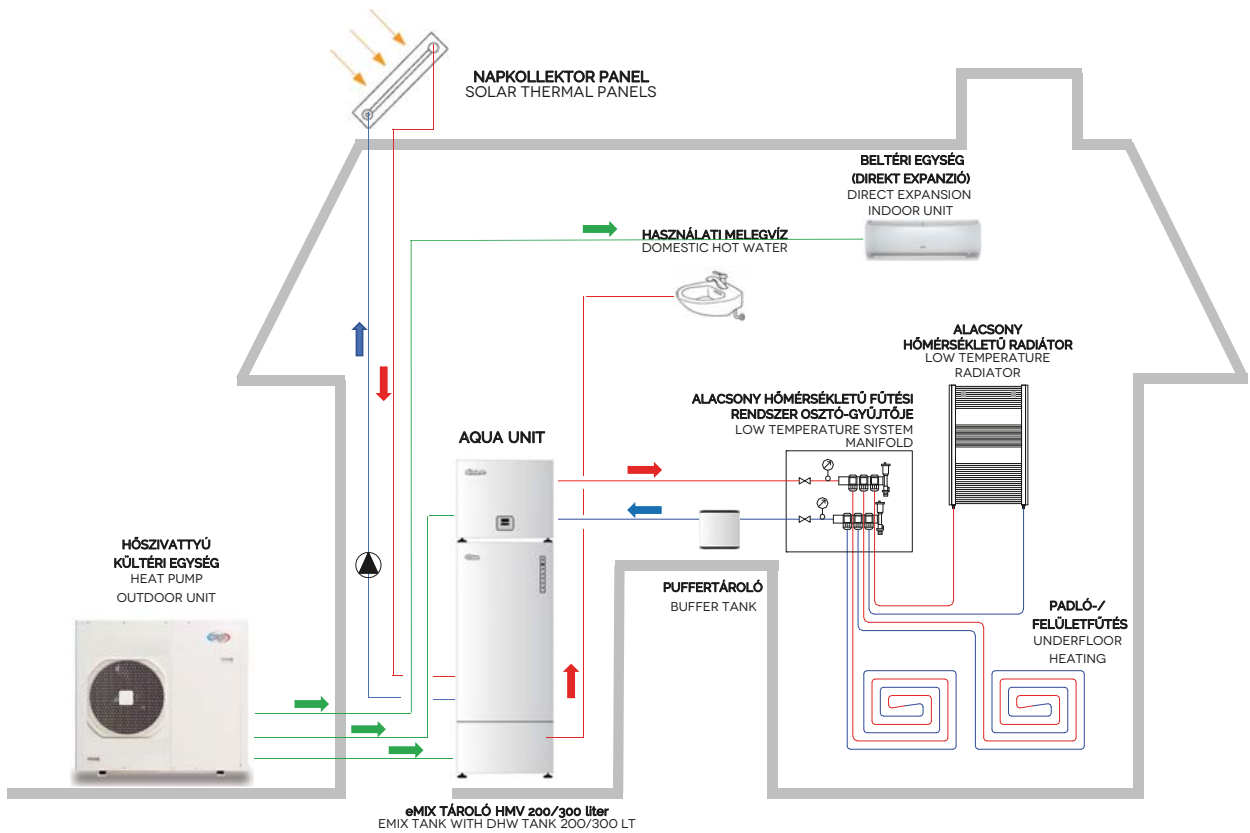 NAPKOLLEKTOR PANEL
SOLAR THERMAL PANELS
BELTÉRI EGYSÉG
(DIREKT EXPANZIÓ)
DIRECT EXPANSION
INDOOR UNIT
HASZNÁLATI MELEGVÍZ
DOMESTIC HOT WATER
ALACSONY
HŐMÉRSÉKLETŰ RADIÁTOR
LOW TEMPERATURE
RADIATOR
ALACSONY HŐMÉRSÉKLETŰ FŰTÉSI
RENDSZER OSZTÓ-GYŰJTŐJE
LOW TEMPERATURE SYSTEM
MANIFOLD
AQUA UNIT
HŐSZIVATTYÚ
KÜLTÉRI EGYSÉG
HEAT PUMP
OUTDOOR UNIT
PUFFERTÁROLÓ
BUFFER TANK
PADLÓ-/
FELÜLETFŰTÉS
UNDERFLOOR
HEATING
eMIX TÁROLÓ HMV 200/300 liter
EMIX TANK WITH DHW TANK 200/300 LT